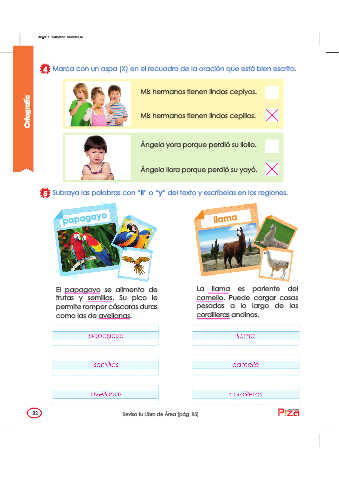 4 Marca con un aspa (X) en el recuadro de la oración que está bien escrita.
Ortografía
Mis hermanos tienen lindos cepiyos.
Mis hermanos tienen lindos cepillos.
Ángela yora porque perdió su llollo.
Ángela llora porque perdió su yoyó.
5 Subraya las palabras con "ll" o "y" del texto y escríbelas en los reglones.
papagayo
El papagayo se alimenta de
frutas y semillas. Su pico le
permite romper cáscaras duras
como las de avellanas.
papagayo
semillas
avellanas
llama
La llama es pariente del
camello. Puede cargar cosas
pesadas a lo largo de las
cordilleras andinas.
llama
camello
cordilleras
32
Revisa tu Libro de Área (pág. 85)